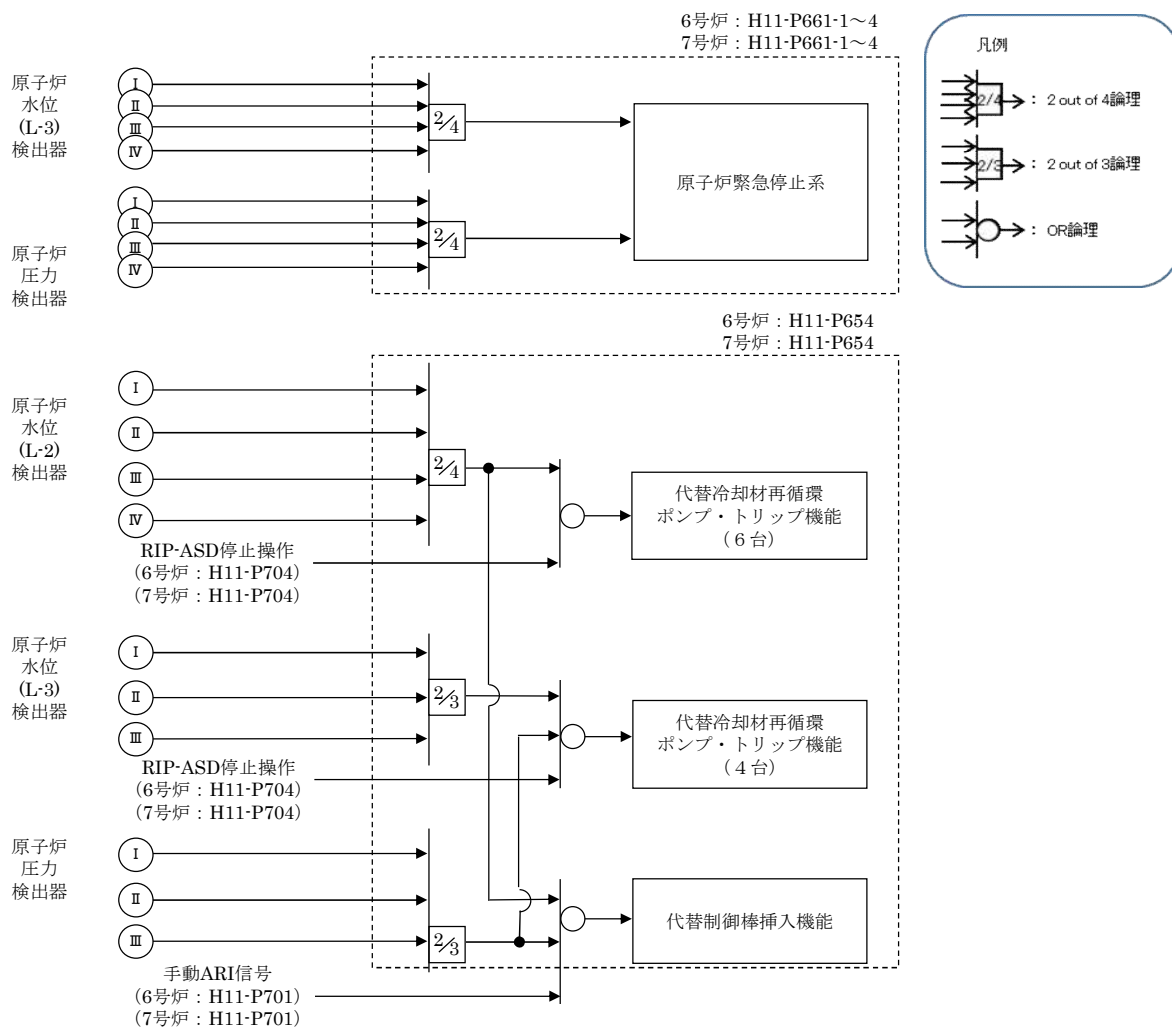 6号炉：H11-P661-1～4
7号炉：H11-P661-1～4
凡例
2/4
： 2 out of 4論理
2/3
： 2 out of 3論理
： OR論理
原子炉
水位
(L-3)
検出器
Ⅰ
Ⅱ
Ⅲ
Ⅳ
2/4
原子炉緊急停止系
原子炉
圧力
検出器
Ⅰ
Ⅱ
Ⅲ
Ⅳ
2/4
6号炉：H11-P654
7号炉：H11-P654
原子炉
水位
(L-2)
検出器
Ⅰ
Ⅱ
Ⅲ
Ⅳ
2/4
代替冷却材再循環
ポンプ・トリップ機能
（６台）
RIP-ASD停止操作
（6号炉：H11-P704）
（7号炉：H11-P704）
原子炉
水位
(L-3)
検出器
Ⅰ
Ⅱ
Ⅲ
2/3
代替冷却材再循環
ポンプ・トリップ機能
（４台）
RIP-ASD停止操作
（6号炉：H11-P704）
（7号炉：H11-P704）
原子炉
圧力
検出器
Ⅰ
Ⅱ
Ⅲ
2/3
代替制御棒挿入機能
手動ARI信号
（6号炉：H11-P701）
（7号炉：H11-P701）